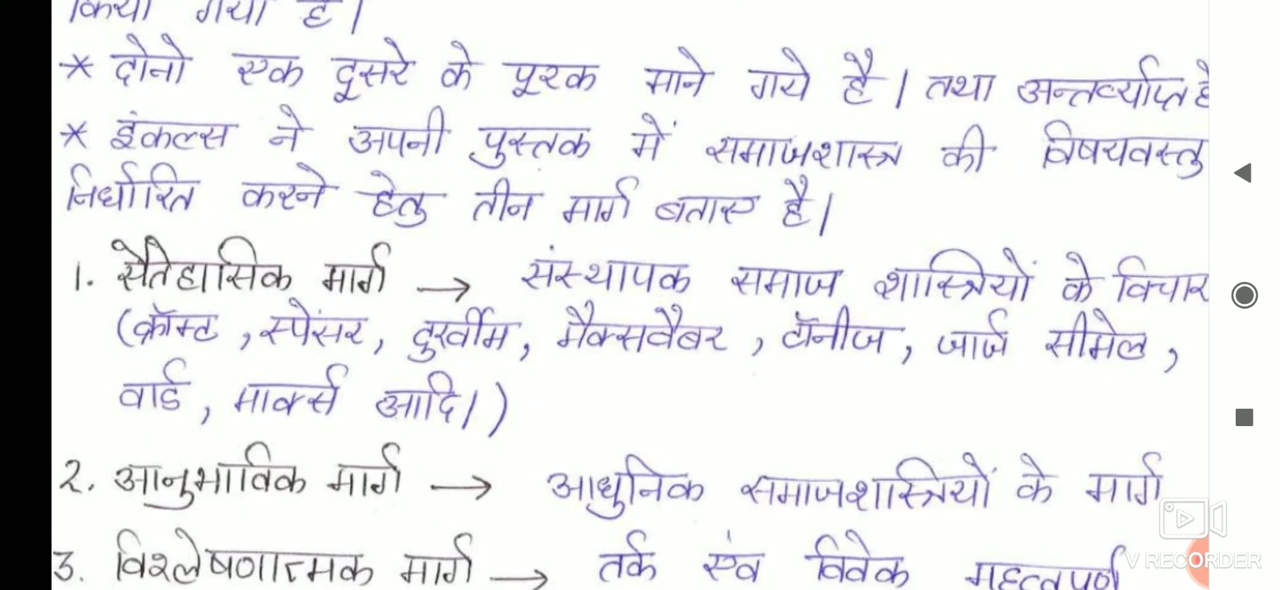 किया गया है।
* दोनो एक दूसरे के पूरक माने गये है। तथा अन्तर्व्याप्त है
* इंकल्स ने अपनी पुस्तक में समाजशास्त्र की विषयवस्तु
निर्धारित करने हेतु तीन मार्ग बताए है।
1. ऐतिहासिक मार्ग → संस्थापक समाज शास्त्रियों के विचार
(क्रॉम्ट, स्पेंसर, दुर्खीम, मैक्सवैबर, टॉनीज, जार्ज सीमेल,
वार्ड, मार्क्स आदि।)
2. आनुभाविक मार्ग → आधुनिक समाजशास्त्रियों के मार्ग
3. विश्लेषणात्मक मार्ग → तर्क एंव विवेक महत्वपूर्ण
V RECORDER